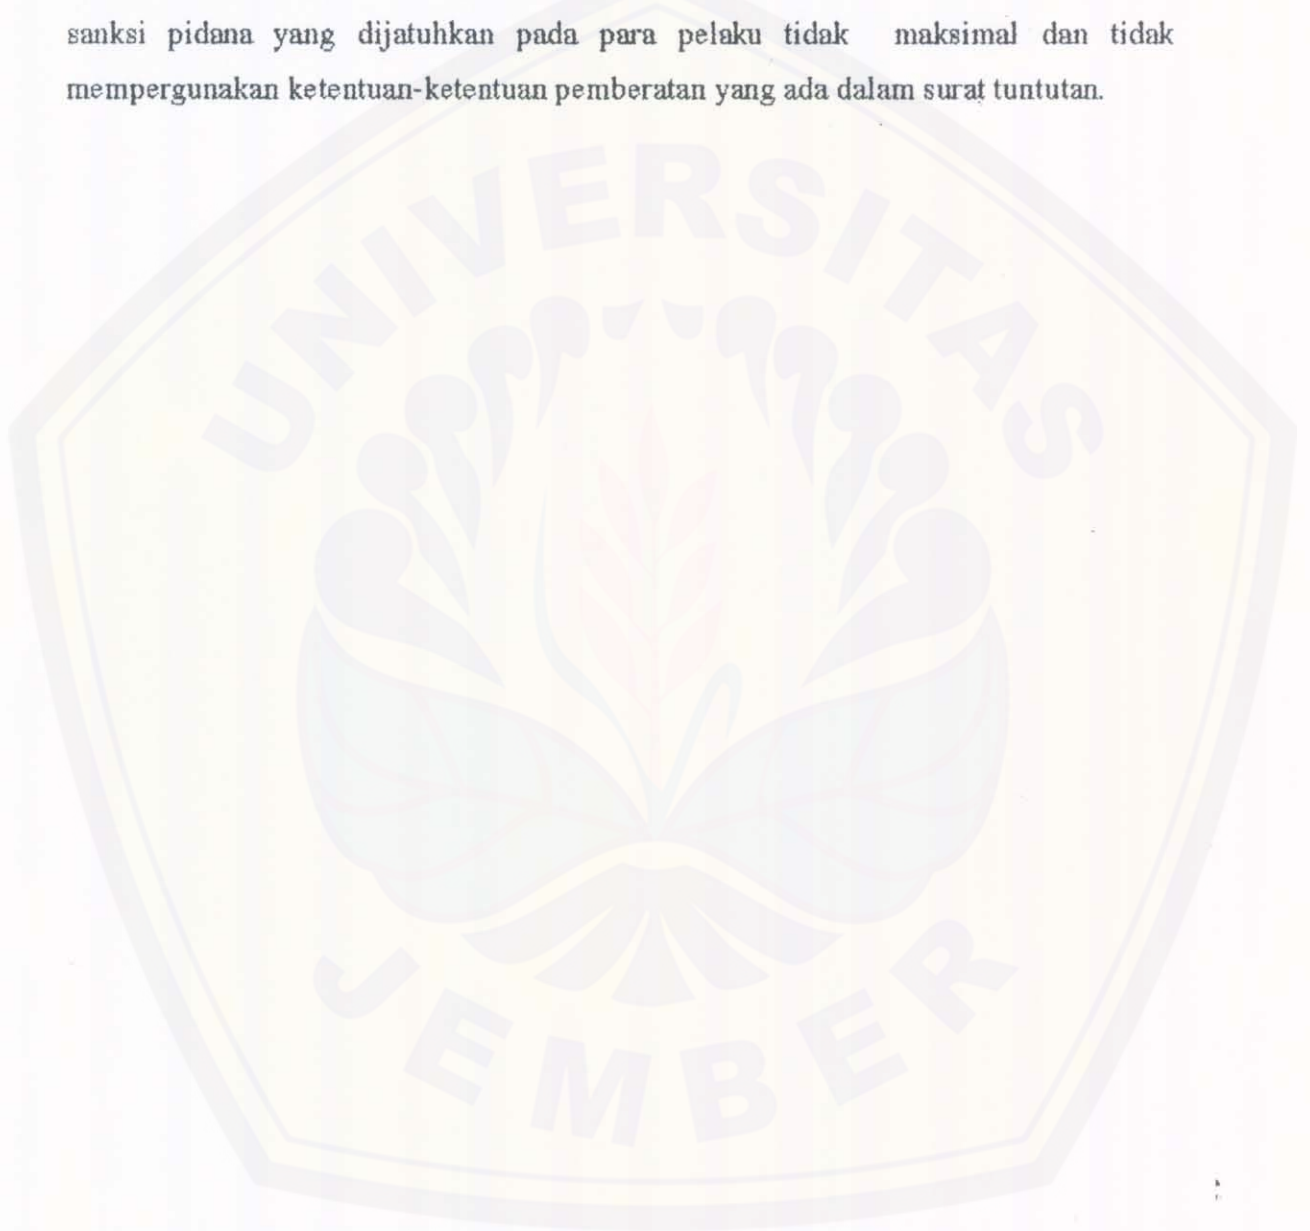 sanksi pidana yang dijatuhkan pada para pelaku tidak maksimal dan tidak
mempergunakan ketentuan-ketentuan pemberatan yang ada dalam surat tuntutan.
UNIVERSITAS
JEMBER